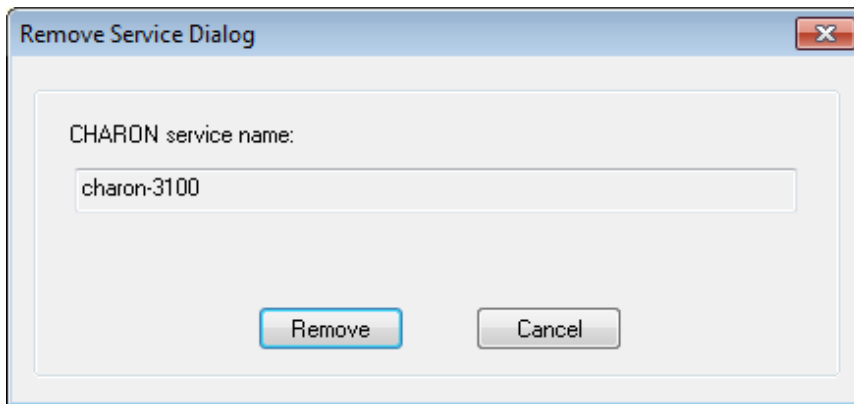 Remove Service Dialog
CHARON service name:
charon-3100
Remove
Cancel